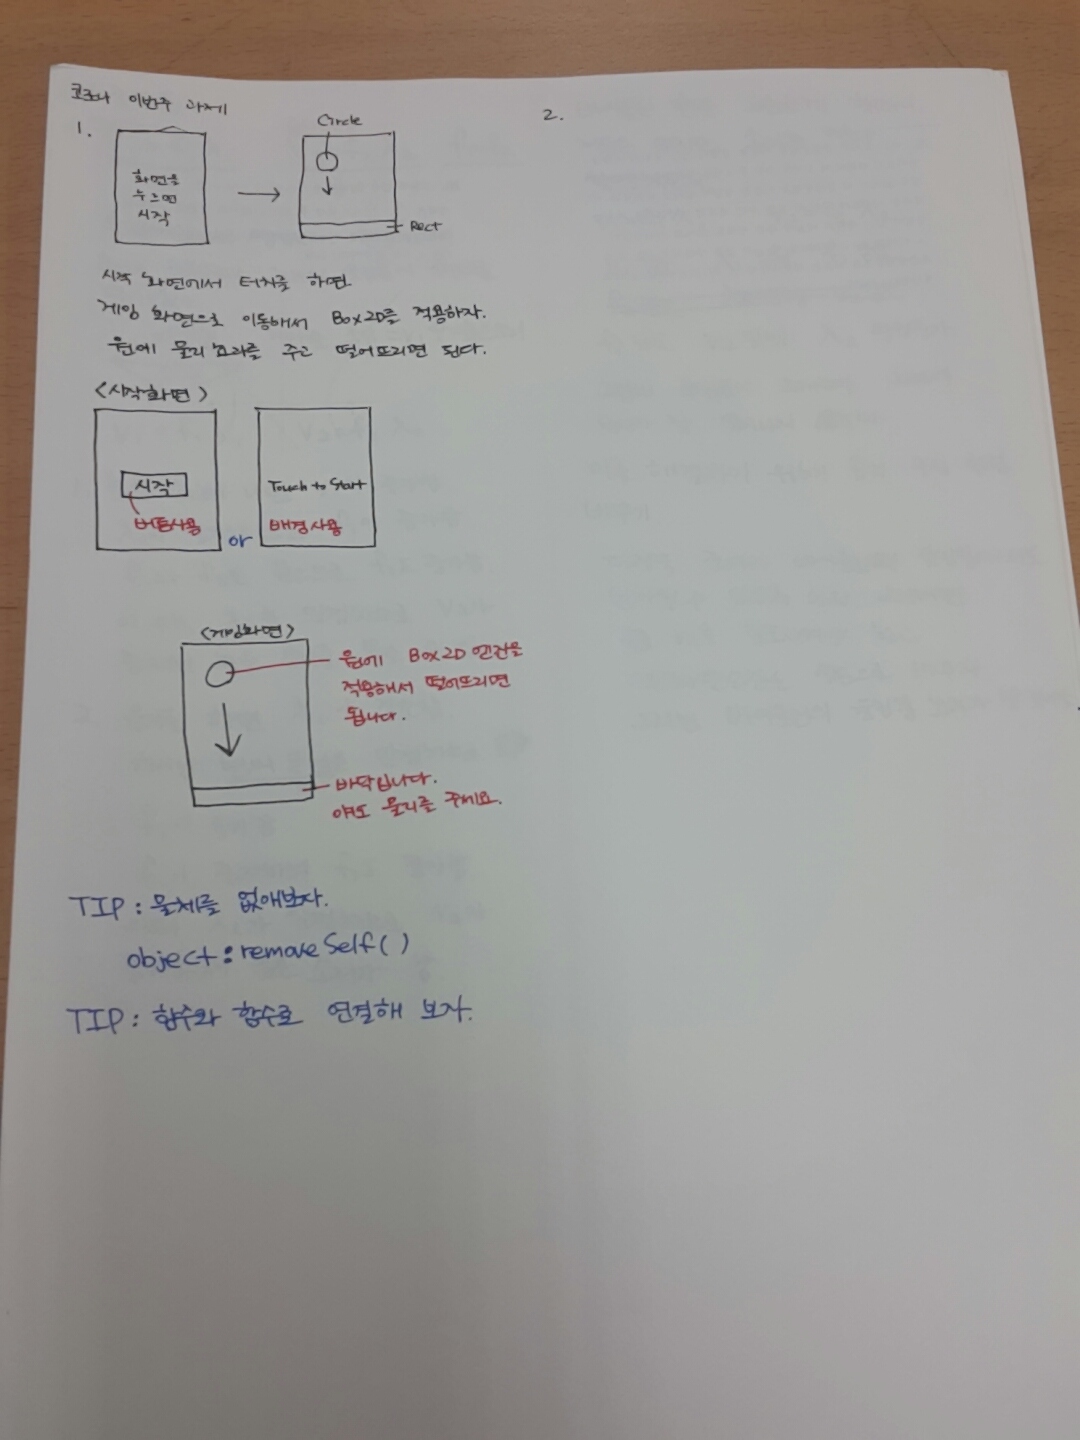 코로나 이번주 과제
1.
화면을
누르면
시작
Circle
Rect
시작 화면에서 터치를 하면
게임 화면으로 이동해서 Box2D를 적용하자.
원에 물리효과를 주고 떨어뜨리면 된다.
<시작화면>
시작
버튼사용
or
Touch to Start
배경사용
<게임화면>
원에 Box2D 엔진을
적용해서 떨어뜨리면
됩니다.
바닥입니다.
얘도 물리를 주세요.
TIP : 물체를 없애보자.
object:removeSelf()
TIP : 함수와 함수로 연결해 보자.
2.